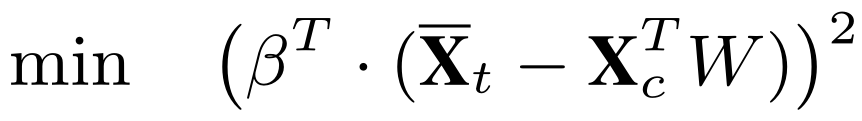 min (β^T · (X̅_t − X_c^T W))^2